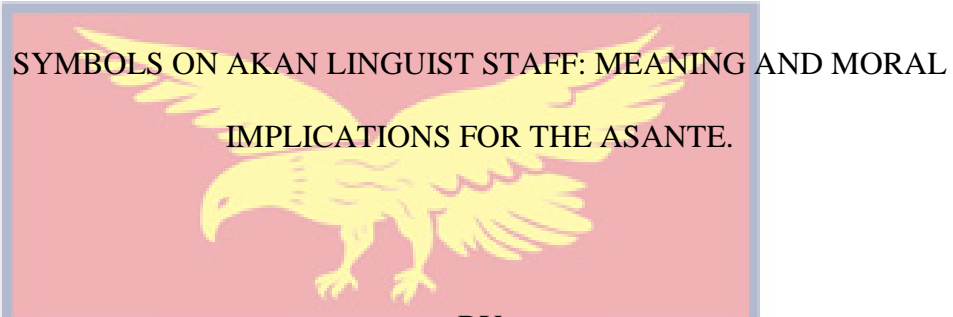 SYMBOLS ON AKAN LINGUIST STAFF: MEANING AND MORAL
IMPLICATIONS FOR THE ASANTE.